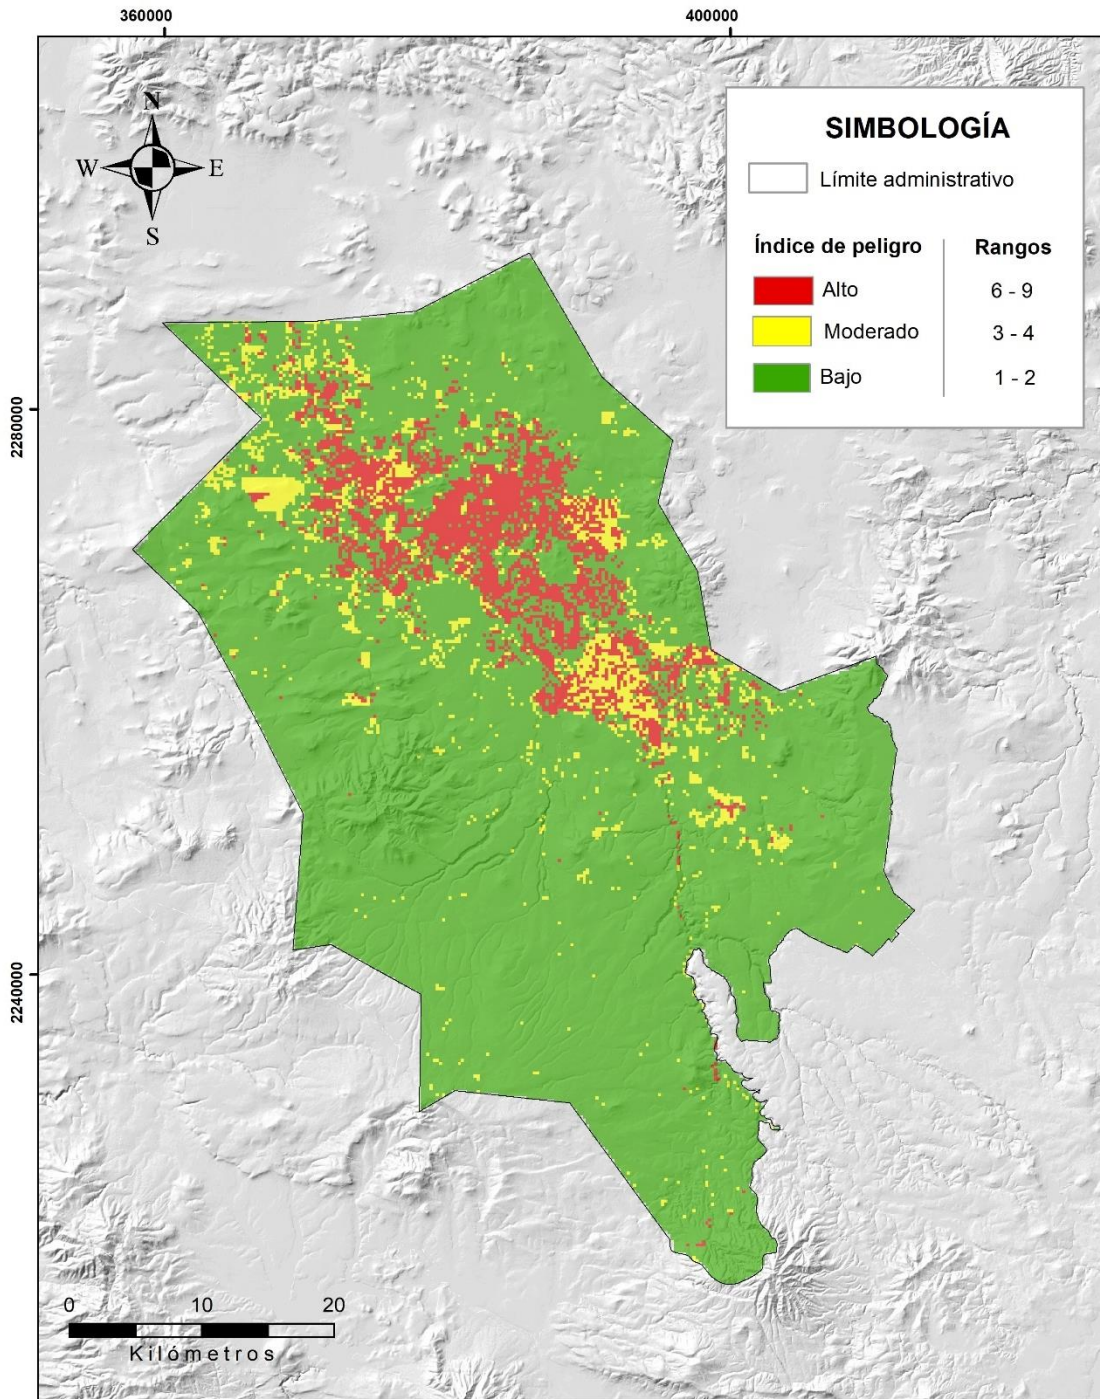 360000
400000
N
W
E
S
SIMBOLOGÍA
Límite administrativo
Índice de peligro
Rangos
Alto
6 - 9
Moderado
3 - 4
Bajo
1 - 2
2280000
2240000
0
10
20
Kilómetros